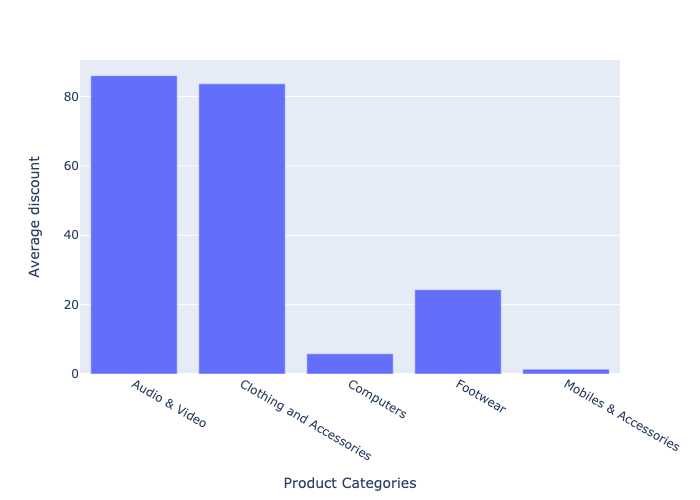 80
60
40
20
0
Average discount
Audio & Video
Clothing and Accessories
Computers
Footwear
Mobiles & Accessories
Product Categories